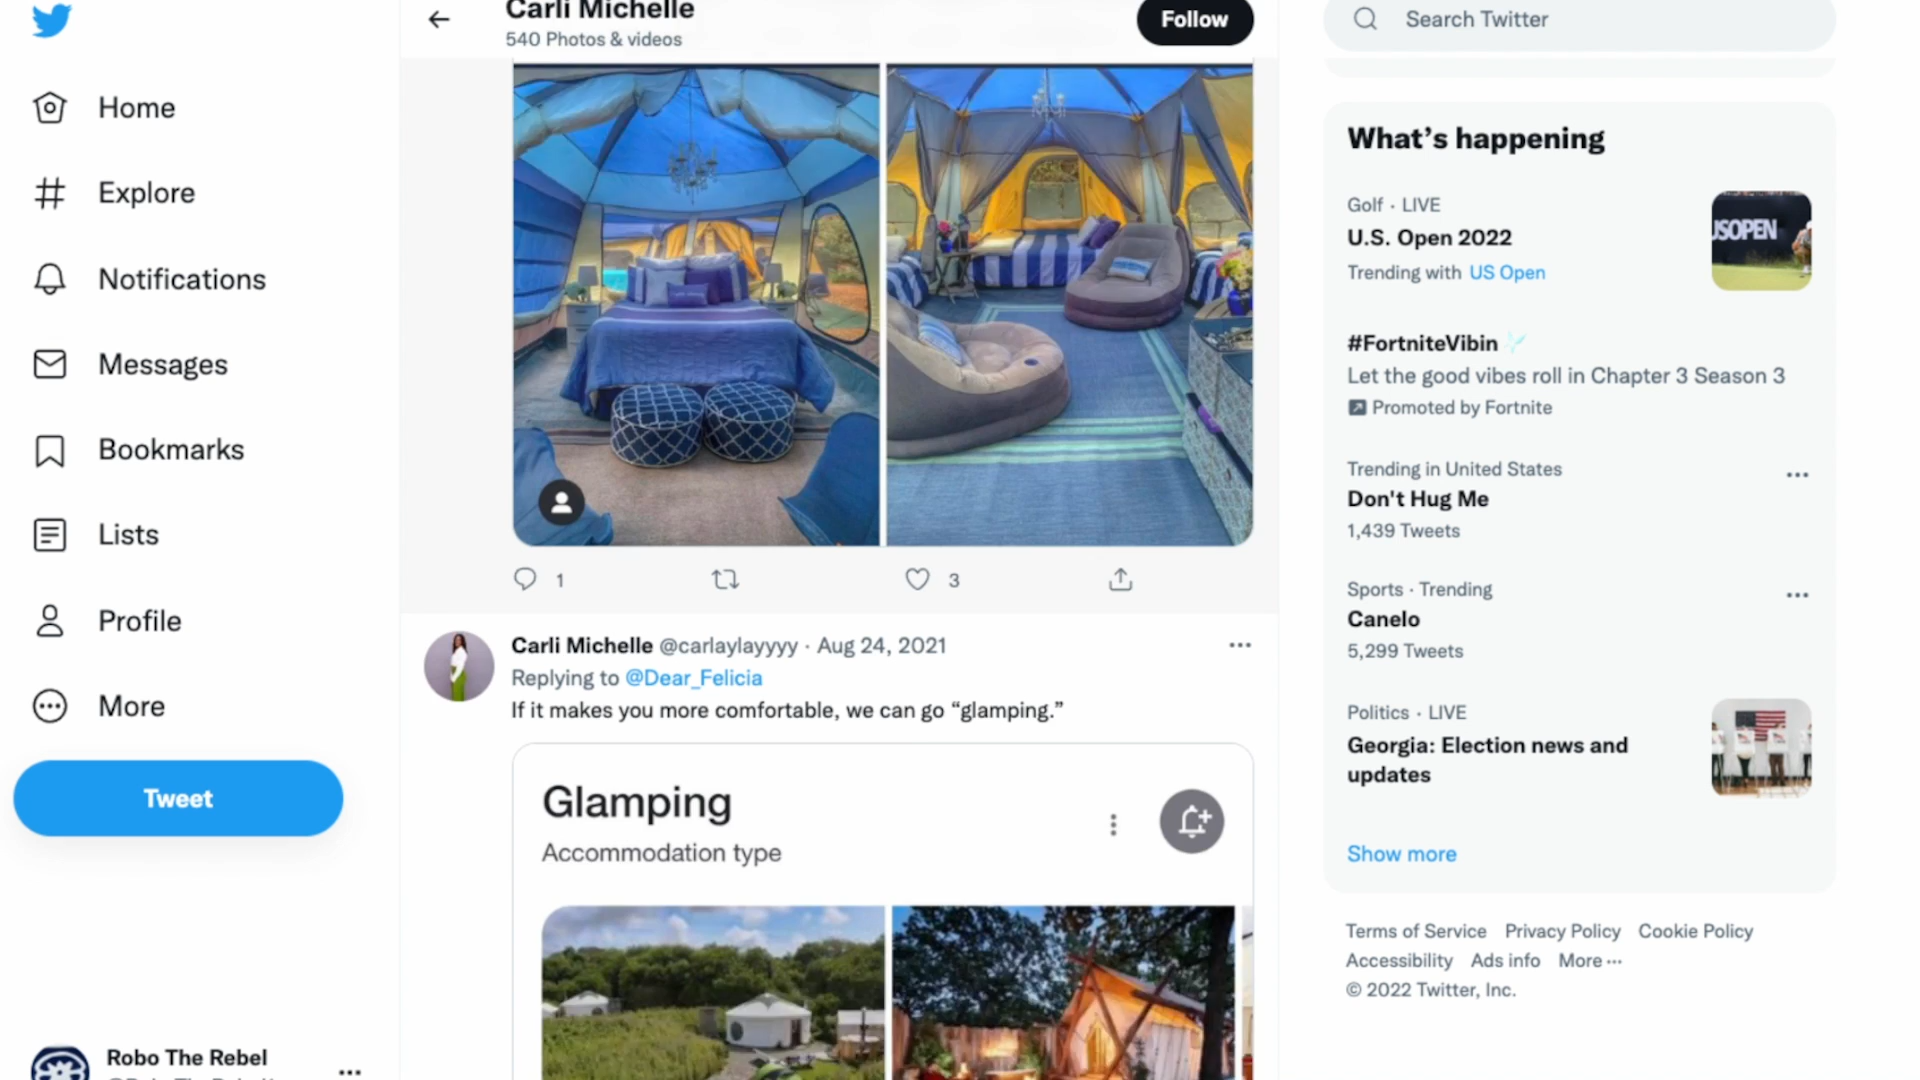 Home
Explore
Notifications
Messages
Bookmarks
Lists
Profile
More
Tweet
Robo The Rebel
Carli Michelle
540 Photos & videos
Follow
1
3
Carli Michelle @carlaylayyyy · Aug 24, 2021
Replying to @Dear_Felicia
If it makes you more comfortable, we can go “glamping.”
Glamping
Accommodation type
Search Twitter
What’s happening
Golf · LIVE
U.S. Open 2022
Trending with US Open
USOPEN
#FortniteVibin
Let the good vibes roll in Chapter 3 Season 3
Promoted by Fortnite
Trending in United States
Don't Hug Me
1,439 Tweets
Sports · Trending
Canelo
5,299 Tweets
Politics · LIVE
Georgia: Election news and
updates
Show more
Terms of Service Privacy Policy Cookie Policy
Accessibility Ads info More ···
© 2022 Twitter, Inc.